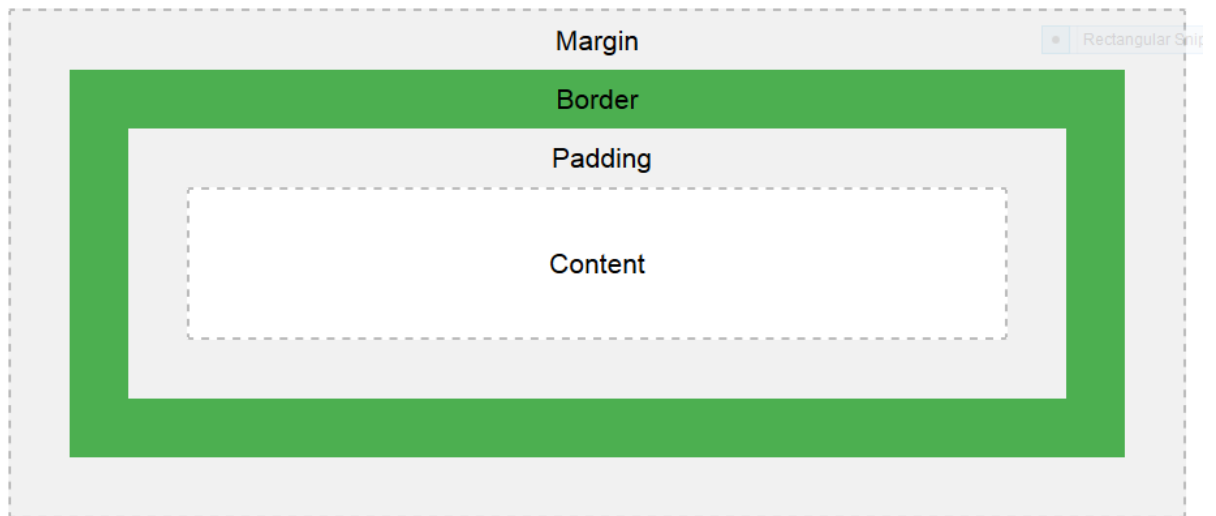 Margin
Rectangular Snip
Border
Padding
Content